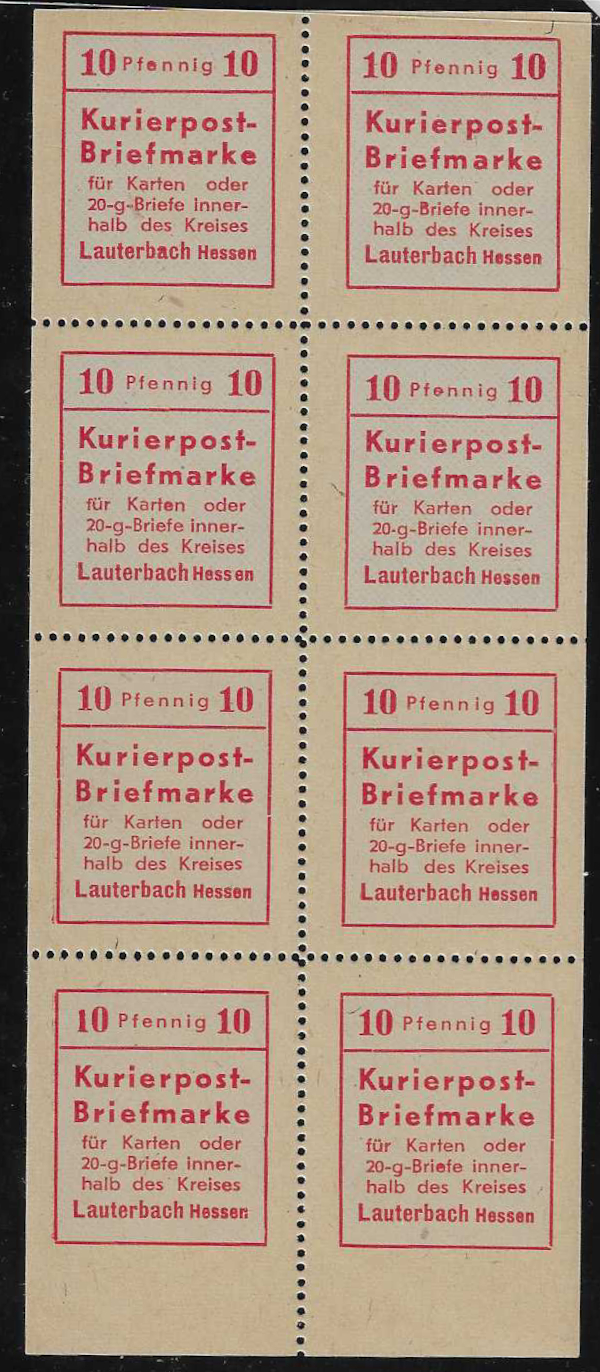 10 Pfennig 10
Kurierpost-
Briefmarke
für Karten oder
20-g-Briefe inner-
halb des Kreises
Lauterbach Hessen
10 Pfennig 10
Kurierpost-
Briefmarke
für Karten oder
20-g-Briefe inner-
halb des Kreises
Lauterbach Hessen
10 Pfennig 10
Kurierpost-
Briefmarke
für Karten oder
20-g-Briefe inner-
halb des Kreises
Lauterbach Hessen
10 Pfennig 10
Kurierpost-
Briefmarke
für Karten oder
20-g-Briefe inner-
halb des Kreises
Lauterbach Hessen
10 Pfennig 10
Kurierpost-
Briefmarke
für Karten oder
20-g-Briefe inner-
halb des Kreises
Lauterbach Hessen
10 Pfennig 10
Kurierpost-
Briefmarke
für Karten oder
20-g-Briefe inner-
halb des Kreises
Lauterbach Hessen
10 Pfennig 10
Kurierpost-
Briefmarke
für Karten oder
20-g-Briefe inner-
halb des Kreises
Lauterbach Hessen
10 Pfennig 10
Kurierpost-
Briefmarke
für Karten oder
20-g-Briefe inner-
halb des Kreises
Lauterbach Hessen